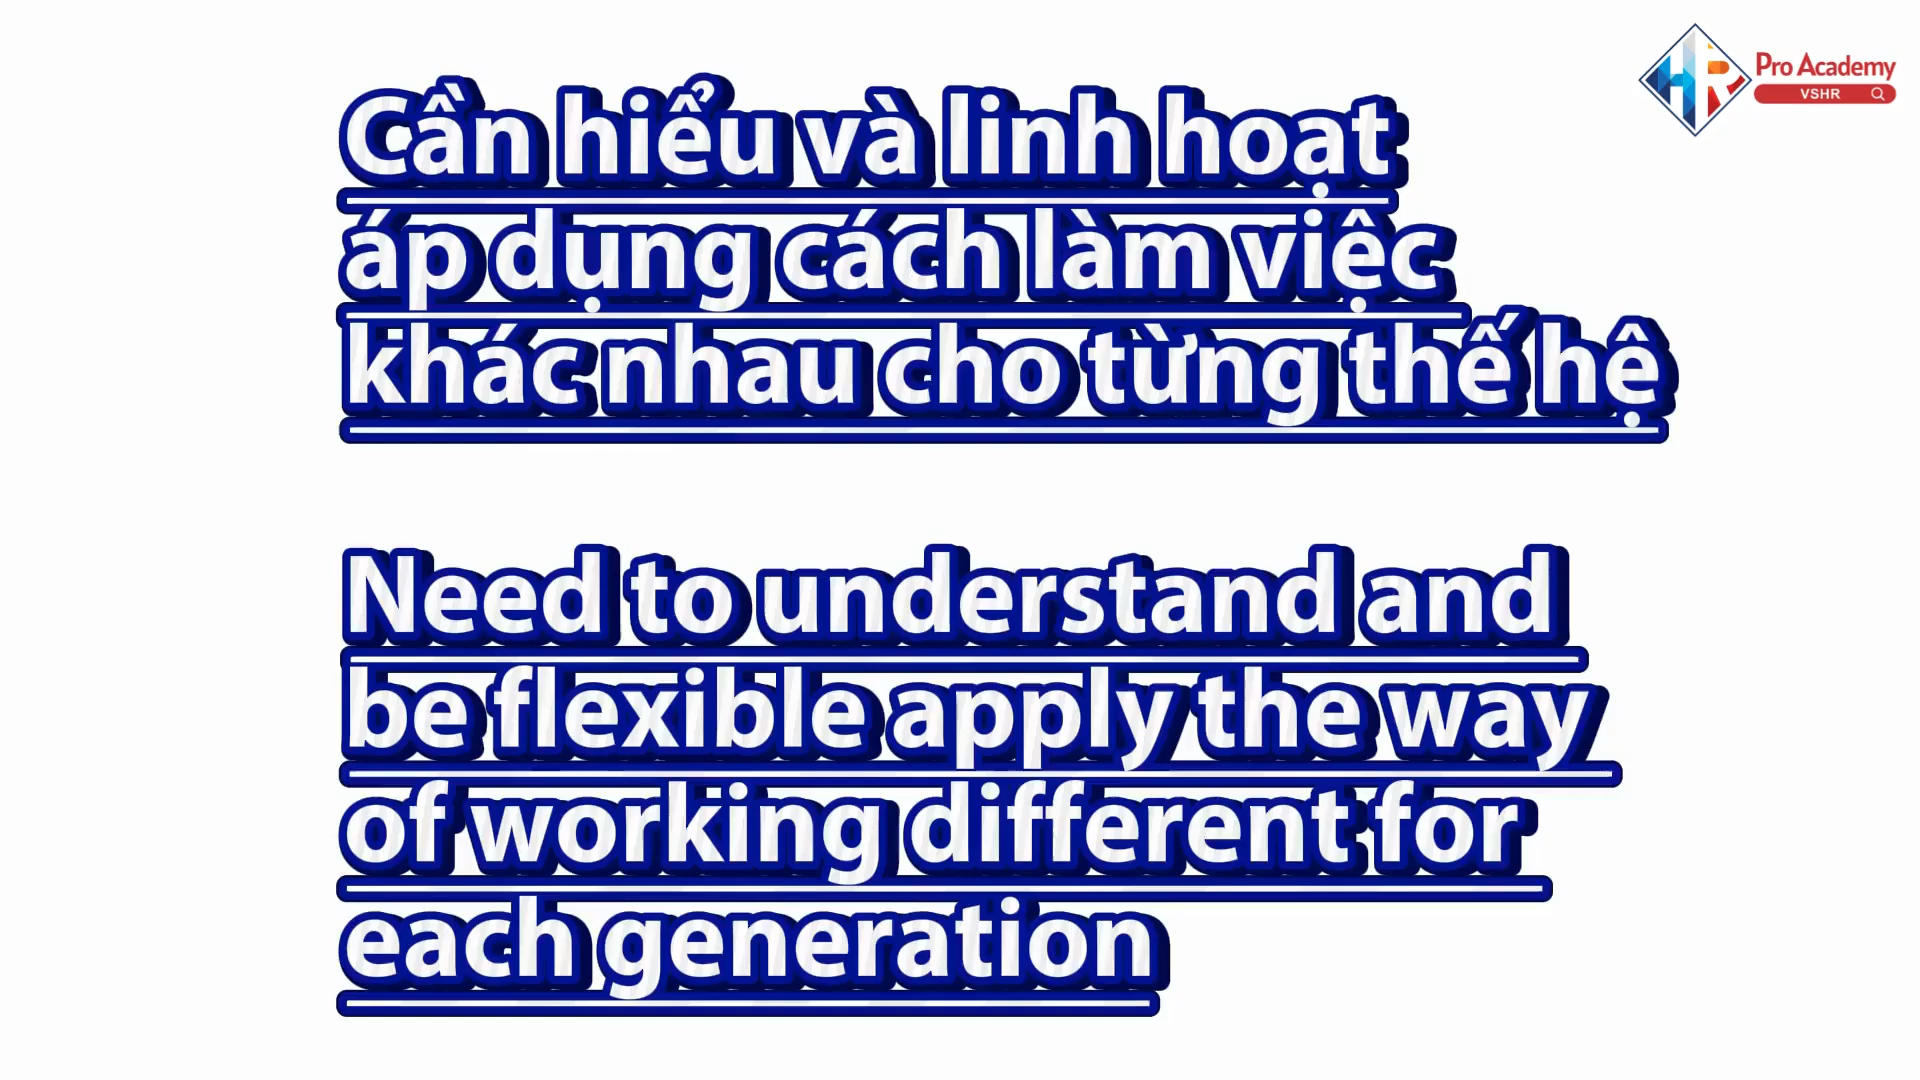 Pro Academy
VSHR
Cần hiểu và linh hoạt
áp dụng cách làm việc
khác nhau cho từng thế hệ
Need to understand and
be flexible apply the way
of working different for
each generation